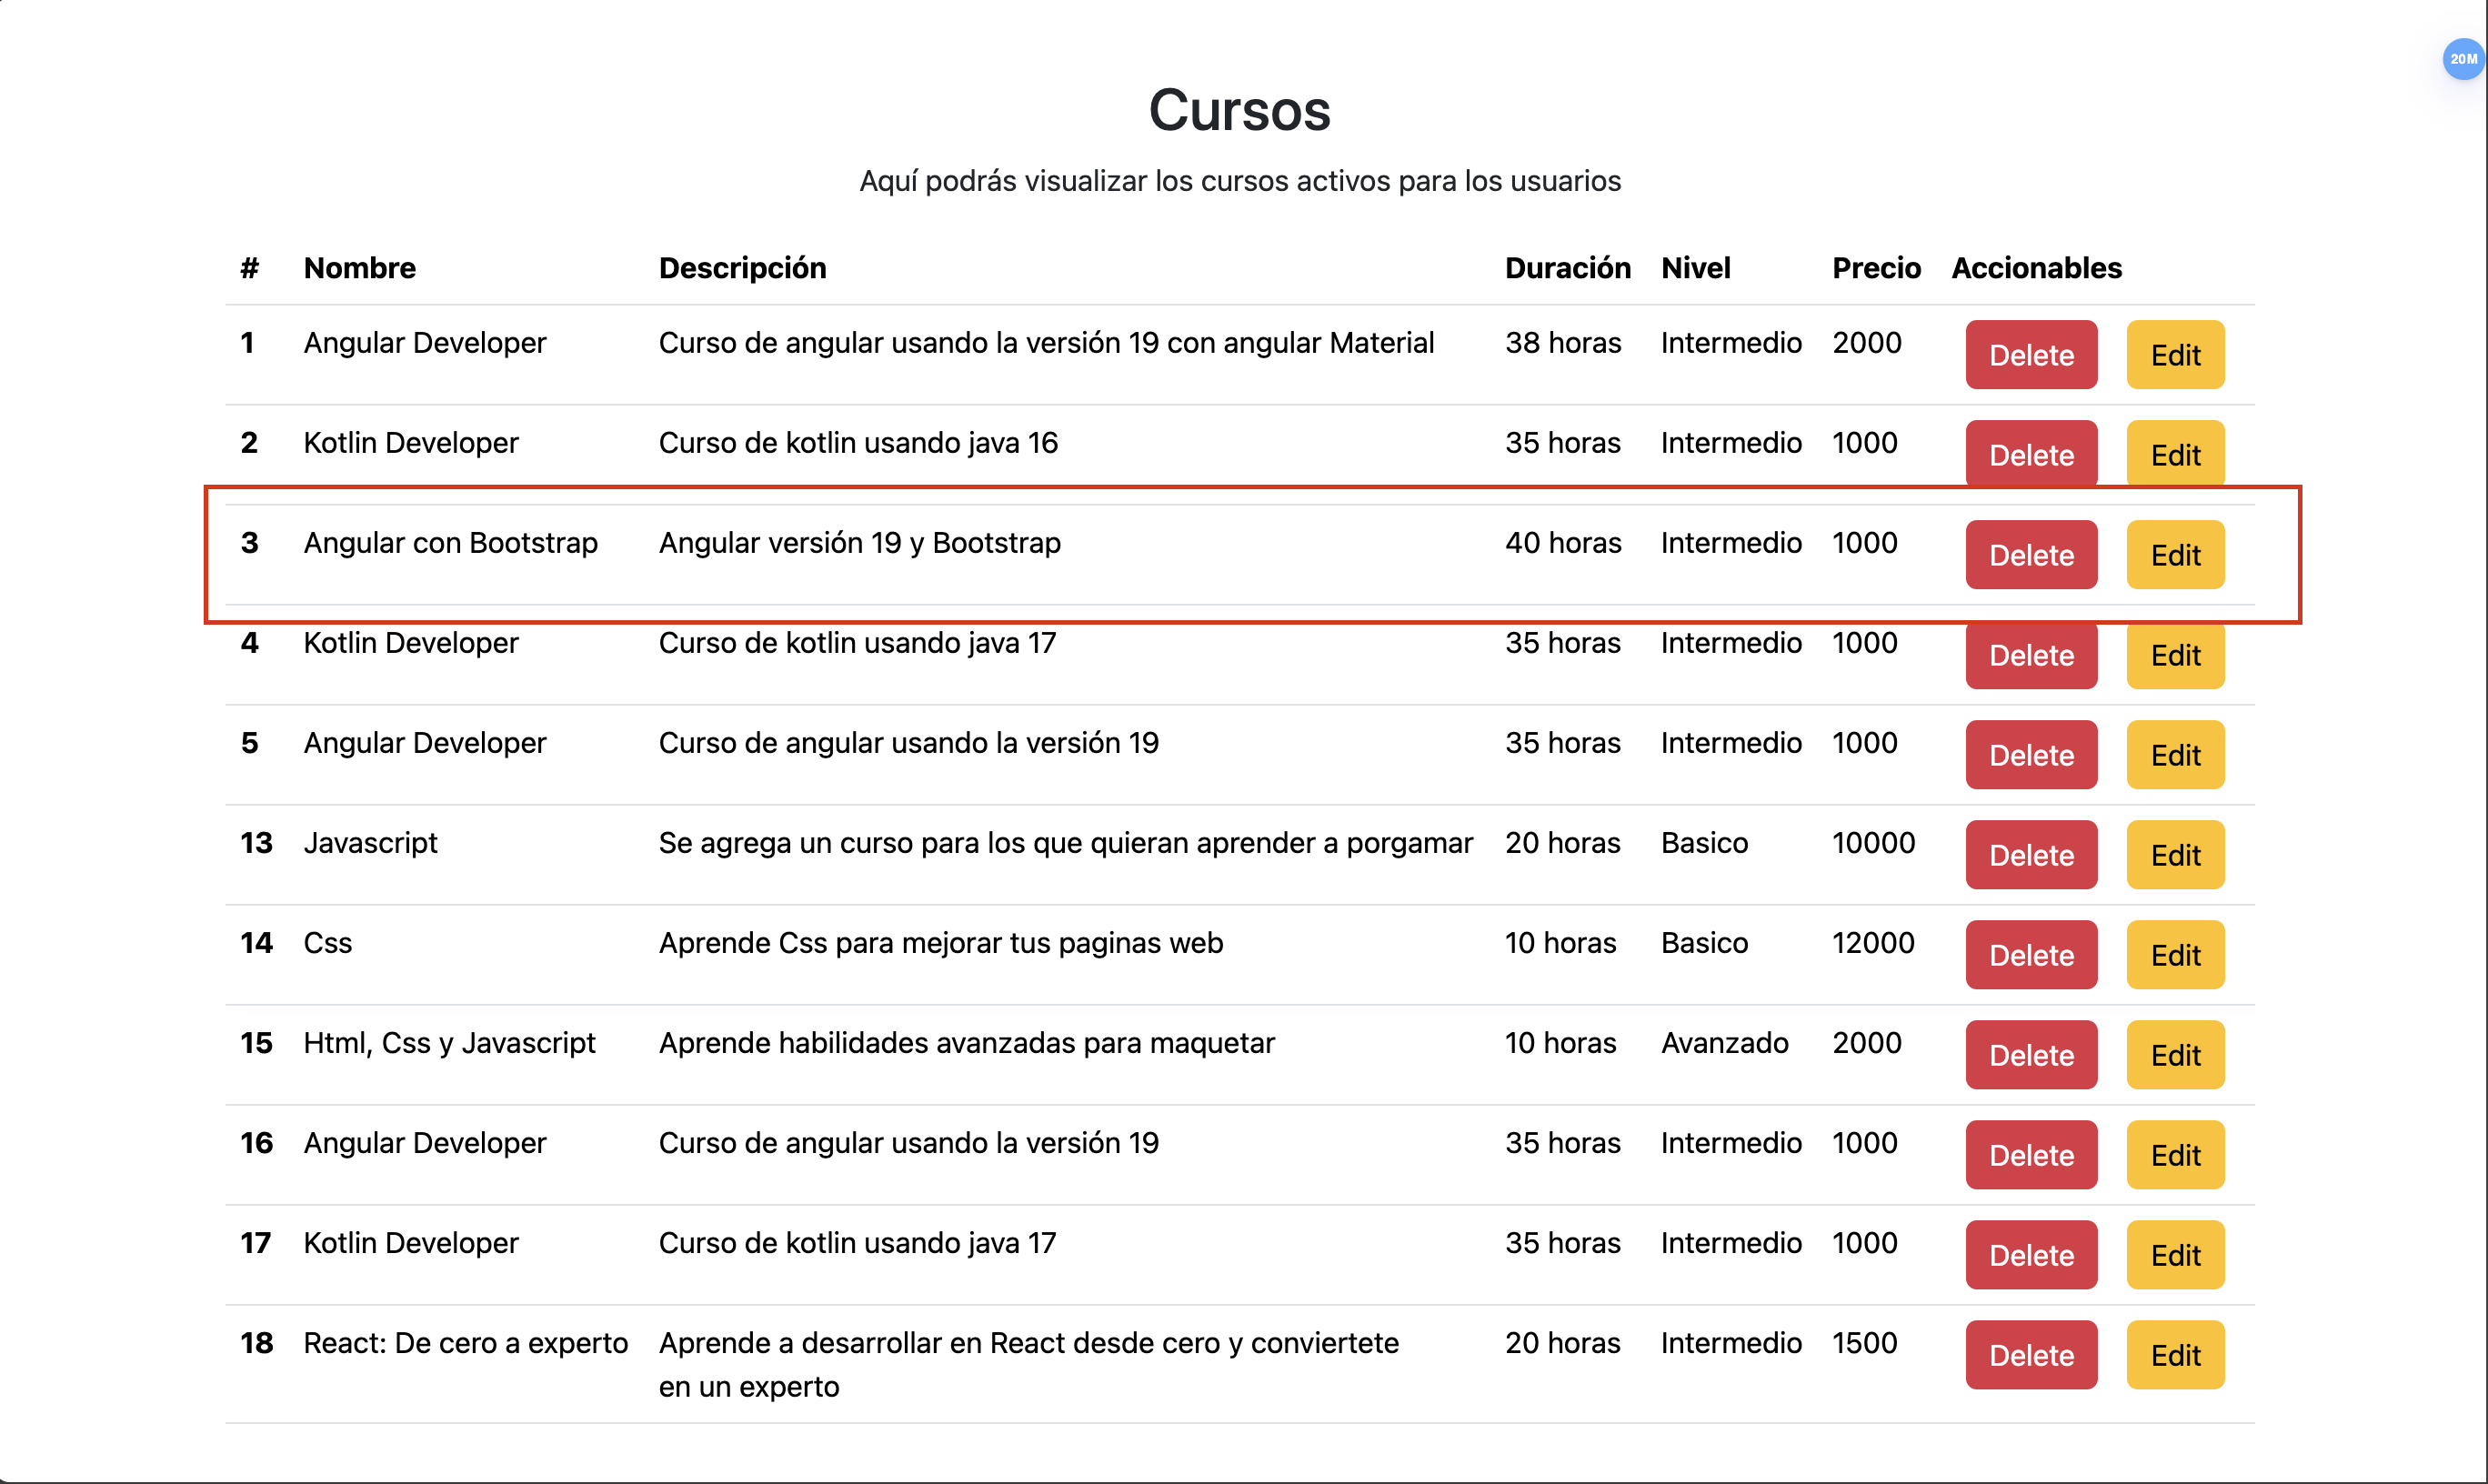 20M
Cursos
Aquí podrás visualizar los cursos activos para los usuarios
# Nombre Descripción Duración Nivel Precio Accionables
1 Angular Developer Curso de angular usando la versión 19 con angular Material 38 horas Intermedio 2000 Delete Edit
2 Kotlin Developer Curso de kotlin usando java 16 35 horas Intermedio 1000 Delete Edit
3 Angular con Bootstrap Angular versión 19 y Bootstrap 40 horas Intermedio 1000 Delete Edit
4 Kotlin Developer Curso de kotlin usando java 17 35 horas Intermedio 1000 Delete Edit
5 Angular Developer Curso de angular usando la versión 19 35 horas Intermedio 1000 Delete Edit
13 Javascript Se agrega un curso para los que quieran aprender a porgamar 20 horas Basico 10000 Delete Edit
14 Css Aprende Css para mejorar tus paginas web 10 horas Basico 12000 Delete Edit
15 Html, Css y Javascript Aprende habilidades avanzadas para maquetar 10 horas Avanzado 2000 Delete Edit
16 Angular Developer Curso de angular usando la versión 19 35 horas Intermedio 1000 Delete Edit
17 Kotlin Developer Curso de kotlin usando java 17 35 horas Intermedio 1000 Delete Edit
18 React: De cero a experto Aprende a desarrollar en React desde cero y conviertete 20 horas Intermedio 1500 Delete Edit
en un experto